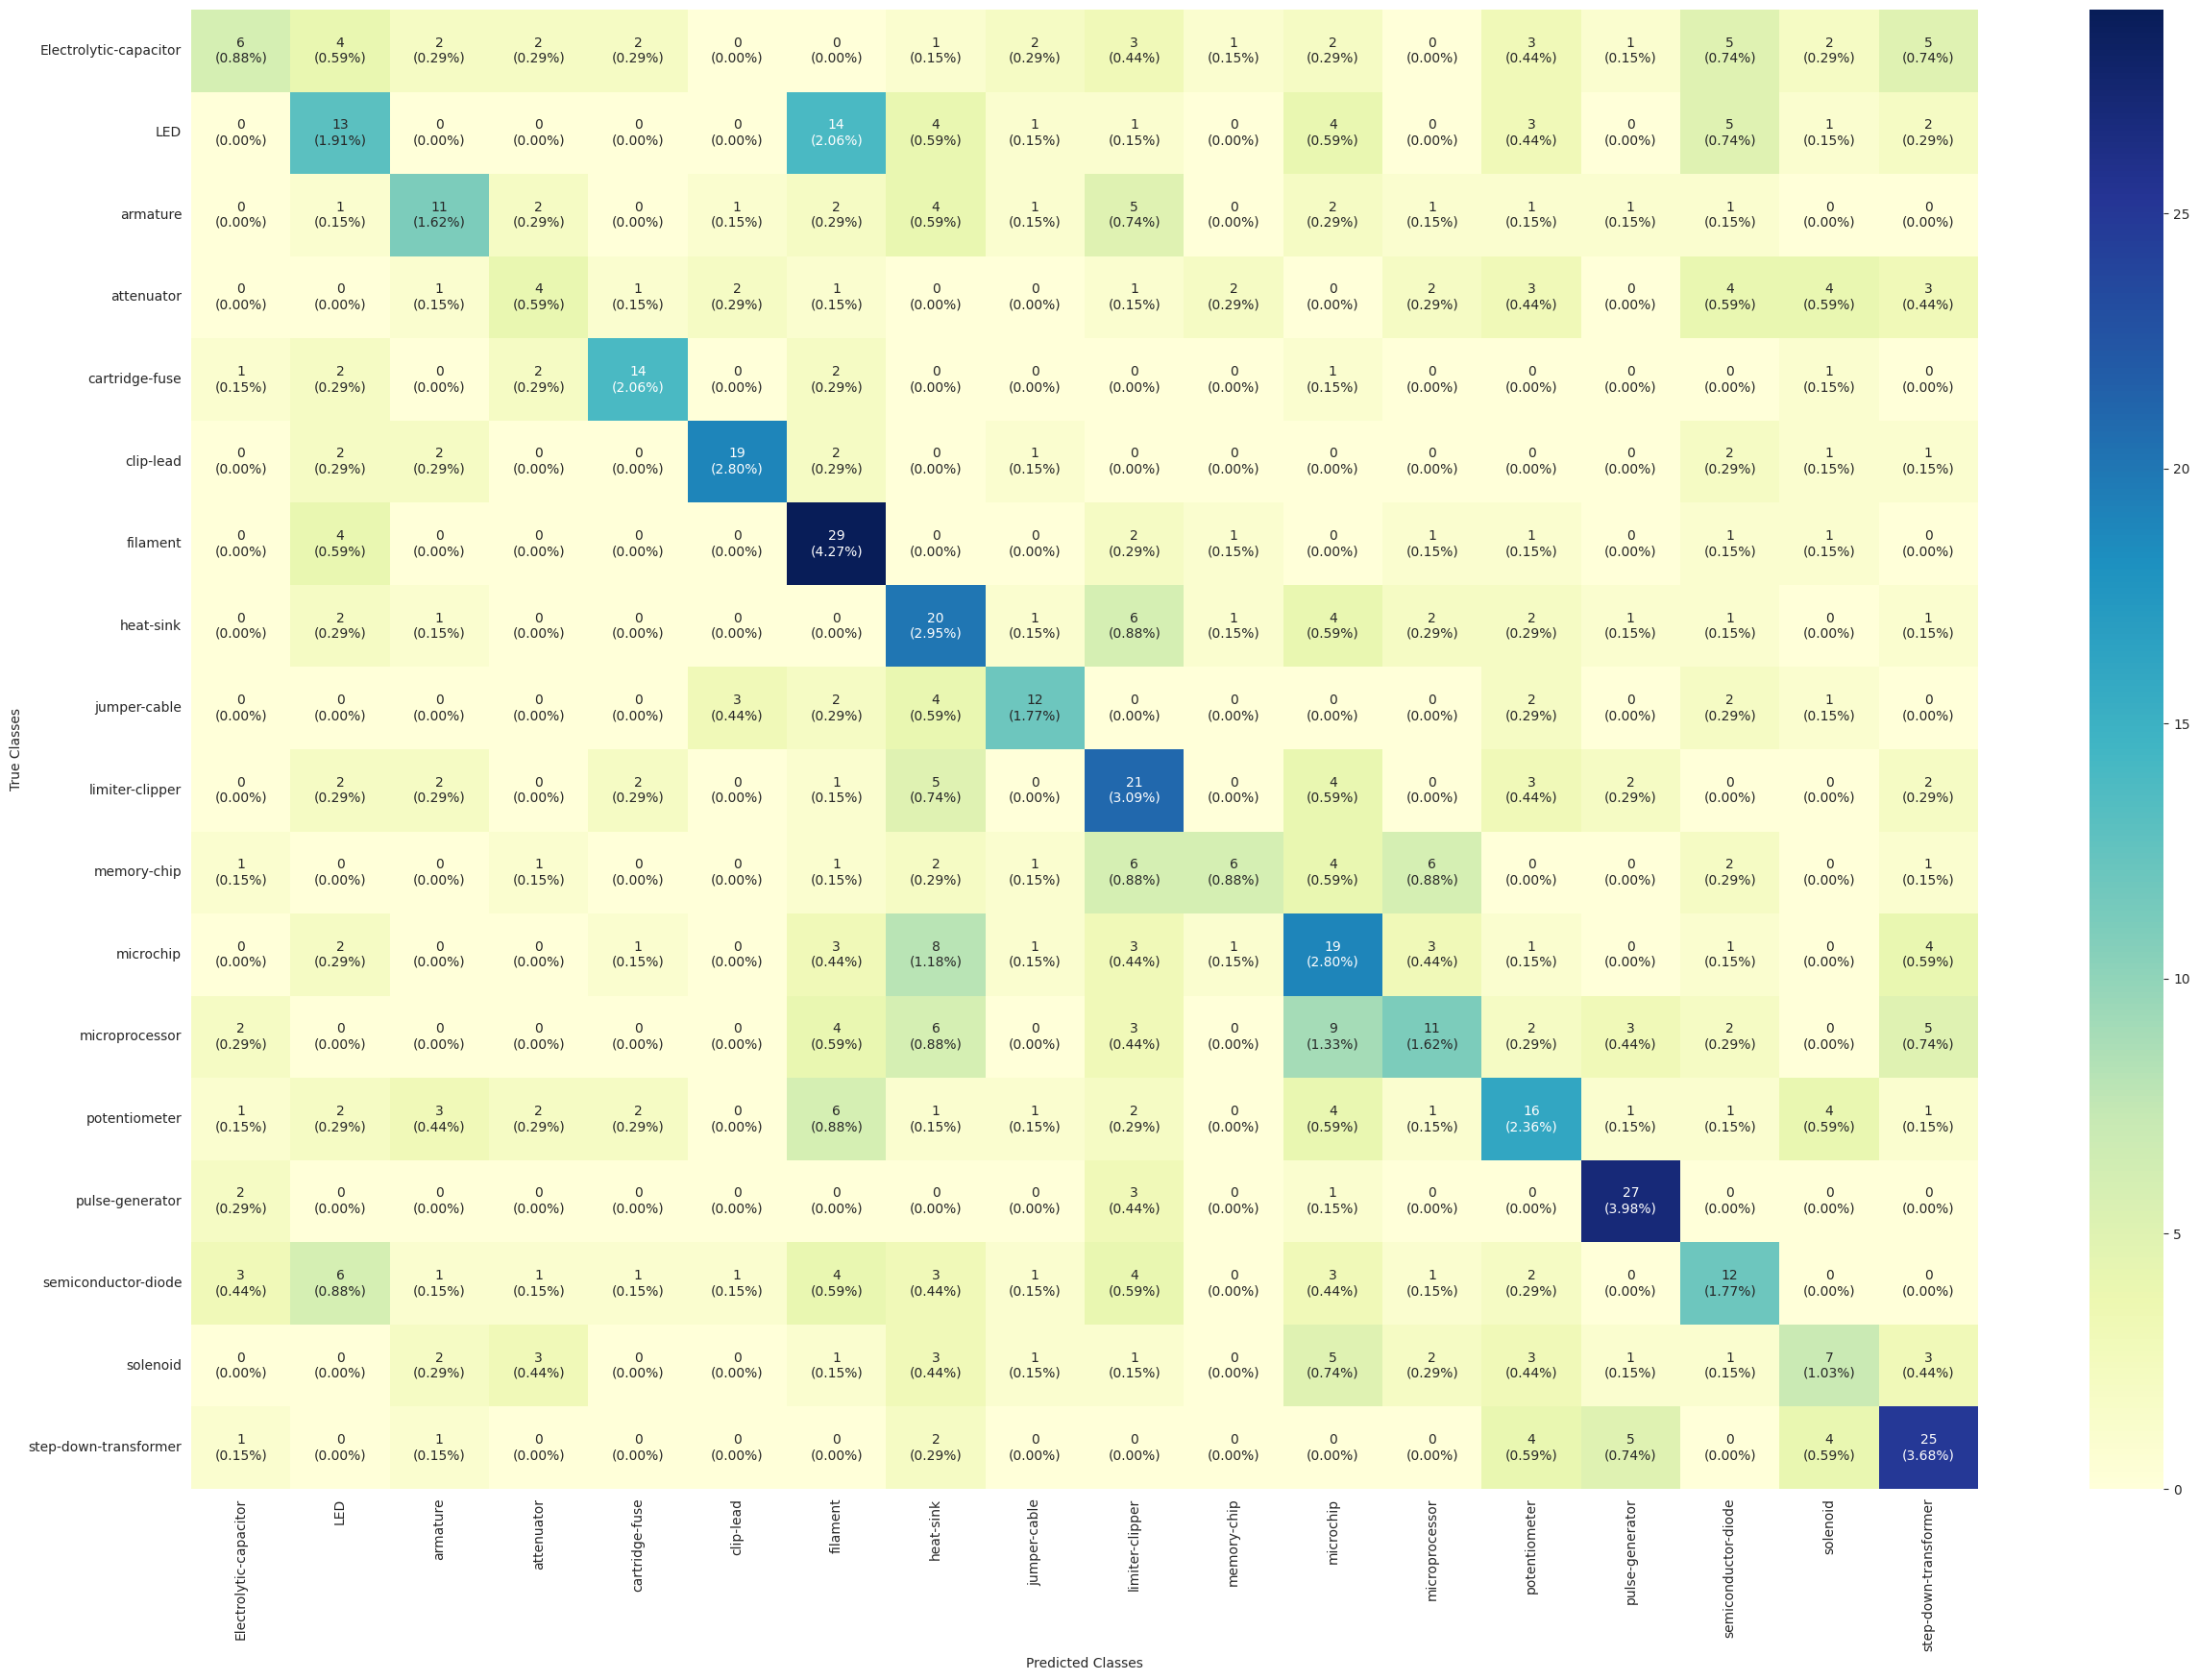 Electrolytic-capacitor
6 4 2 2 2 0 0 1 2 3 1 2 0 3 1 5 2 5
(0.88%) (0.59%) (0.29%) (0.29%) (0.29%) (0.00%) (0.00%) (0.15%) (0.29%) (0.44%) (0.15%) (0.29%) (0.00%) (0.44%) (0.15%) (0.74%) (0.29%) (0.74%)
LED
0 13 0 0 0 0 14 4 1 1 0 4 0 3 0 5 1 2
(0.00%) (1.91%) (0.00%) (0.00%) (0.00%) (0.00%) (2.06%) (0.59%) (0.15%) (0.15%) (0.00%) (0.59%) (0.00%) (0.44%) (0.00%) (0.74%) (0.15%) (0.29%)
armature
0 1 11 2 0 1 2 4 1 5 0 2 1 1 1 1 0 0
(0.00%) (0.15%) (1.62%) (0.29%) (0.00%) (0.15%) (0.29%) (0.59%) (0.15%) (0.74%) (0.00%) (0.29%) (0.15%) (0.15%) (0.15%) (0.15%) (0.00%) (0.00%)
attenuator
0 0 1 4 1 2 1 0 0 1 2 0 2 3 0 4 4 3
(0.00%) (0.00%) (0.15%) (0.59%) (0.15%) (0.29%) (0.15%) (0.00%) (0.00%) (0.15%) (0.29%) (0.00%) (0.29%) (0.44%) (0.00%) (0.59%) (0.59%) (0.44%)
cartridge-fuse
1 2 0 2 14 0 2 0 0 0 0 1 0 0 0 0 1 0
(0.15%) (0.29%) (0.00%) (0.29%) (2.06%) (0.00%) (0.29%) (0.00%) (0.00%) (0.00%) (0.00%) (0.15%) (0.00%) (0.00%) (0.00%) (0.00%) (0.15%) (0.00%)
clip-lead
0 2 2 0 0 19 2 0 1 0 0 0 0 0 0 2 1 1
(0.00%) (0.29%) (0.29%) (0.00%) (0.00%) (2.80%) (0.29%) (0.00%) (0.15%) (0.00%) (0.00%) (0.00%) (0.00%) (0.00%) (0.00%) (0.29%) (0.15%) (0.15%)
filament
0 4 0 0 0 0 29 0 0 2 1 0 1 1 0 1 1 0
(0.00%) (0.59%) (0.00%) (0.00%) (0.00%) (0.00%) (4.27%) (0.00%) (0.00%) (0.29%) (0.15%) (0.00%) (0.15%) (0.15%) (0.00%) (0.15%) (0.15%) (0.00%)
heat-sink
0 2 1 0 0 0 0 20 1 6 1 4 2 2 1 1 0 1
(0.00%) (0.29%) (0.15%) (0.00%) (0.00%) (0.00%) (0.00%) (2.95%) (0.15%) (0.88%) (0.15%) (0.59%) (0.29%) (0.29%) (0.15%) (0.15%) (0.00%) (0.15%)
jumper-cable
0 0 0 0 0 3 2 4 12 0 0 0 0 2 0 2 1 0
(0.00%) (0.00%) (0.00%) (0.00%) (0.00%) (0.44%) (0.29%) (0.59%) (1.77%) (0.00%) (0.00%) (0.00%) (0.00%) (0.29%) (0.00%) (0.29%) (0.15%) (0.00%)
limiter-clipper
0 2 2 0 2 0 1 5 0 21 0 4 0 3 2 0 0 2
(0.00%) (0.29%) (0.29%) (0.00%) (0.29%) (0.00%) (0.15%) (0.74%) (0.00%) (3.09%) (0.00%) (0.59%) (0.00%) (0.44%) (0.29%) (0.00%) (0.00%) (0.29%)
memory-chip
1 0 0 1 0 0 1 2 1 6 6 4 6 0 0 2 0 1
(0.15%) (0.00%) (0.00%) (0.15%) (0.00%) (0.00%) (0.15%) (0.29%) (0.15%) (0.88%) (0.88%) (0.59%) (0.88%) (0.00%) (0.00%) (0.29%) (0.00%) (0.15%)
microchip
0 2 0 0 1 0 3 8 1 3 1 19 3 1 0 1 0 4
(0.00%) (0.29%) (0.00%) (0.00%) (0.15%) (0.00%) (0.44%) (1.18%) (0.15%) (0.44%) (0.15%) (2.80%) (0.44%) (0.15%) (0.00%) (0.15%) (0.00%) (0.59%)
microprocessor
2 0 0 0 0 0 4 6 0 3 0 9 11 2 3 2 0 5
(0.29%) (0.00%) (0.00%) (0.00%) (0.00%) (0.00%) (0.59%) (0.88%) (0.00%) (0.44%) (0.00%) (1.33%) (1.62%) (0.29%) (0.44%) (0.29%) (0.00%) (0.74%)
potentiometer
1 2 3 2 2 0 6 1 1 2 0 4 1 16 1 1 4 1
(0.15%) (0.29%) (0.44%) (0.29%) (0.29%) (0.00%) (0.88%) (0.15%) (0.15%) (0.29%) (0.00%) (0.59%) (0.15%) (2.36%) (0.15%) (0.15%) (0.59%) (0.15%)
pulse-generator
2 0 0 0 0 0 0 0 0 3 0 1 0 0 27 0 0 0
(0.29%) (0.00%) (0.00%) (0.00%) (0.00%) (0.00%) (0.00%) (0.00%) (0.00%) (0.44%) (0.00%) (0.15%) (0.00%) (0.00%) (3.98%) (0.00%) (0.00%) (0.00%)
semiconductor-diode
3 6 1 1 1 1 4 3 1 4 0 3 1 2 0 12 0 0
(0.44%) (0.88%) (0.15%) (0.15%) (0.15%) (0.15%) (0.59%) (0.44%) (0.15%) (0.59%) (0.00%) (0.44%) (0.15%) (0.29%) (0.00%) (1.77%) (0.00%) (0.00%)
solenoid
0 0 2 3 0 0 1 3 1 1 0 5 2 3 1 1 7 3
(0.00%) (0.00%) (0.29%) (0.44%) (0.00%) (0.00%) (0.15%) (0.44%) (0.15%) (0.15%) (0.00%) (0.74%) (0.29%) (0.44%) (0.15%) (0.15%) (1.03%) (0.44%)
step-down-transformer
1 0 1 0 0 0 0 2 0 0 0 0 0 4 5 0 4 25
(0.15%) (0.00%) (0.15%) (0.00%) (0.00%) (0.00%) (0.00%) (0.29%) (0.00%) (0.00%) (0.00%) (0.00%) (0.00%) (0.59%) (0.74%) (0.00%) (0.59%) (3.68%)
True Classes
Electrolytic-capacitor
LED
armature
attenuator
cartridge-fuse
clip-lead
filament
heat-sink
jumper-cable
limiter-clipper
memory-chip
microchip
microprocessor
potentiometer
pulse-generator
semiconductor-diode
solenoid
step-down-transformer
Predicted Classes
25
20
15
10
5
0